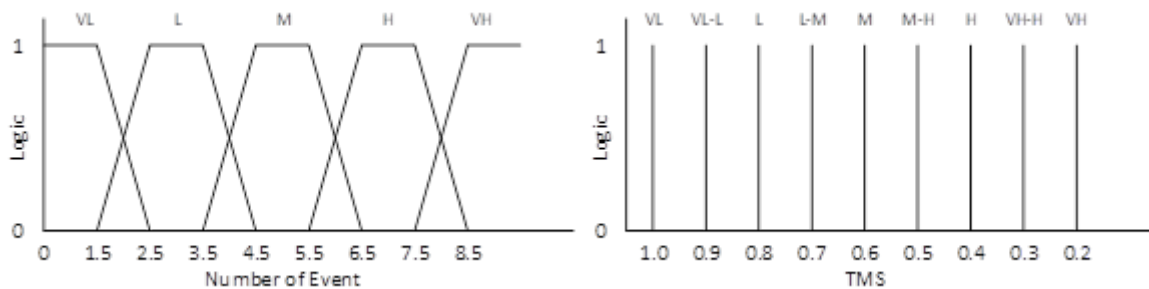 VL L M H VH
1
Logic
0
0 1.5 2.5 3.5 4.5 5.5 6.5 7.5 8.5
Number of Event
VL VL-L L L-M M M-H H VH-H VH
1
Logic
0
1.0 0.9 0.8 0.7 0.6 0.5 0.4 0.3 0.2
TMS